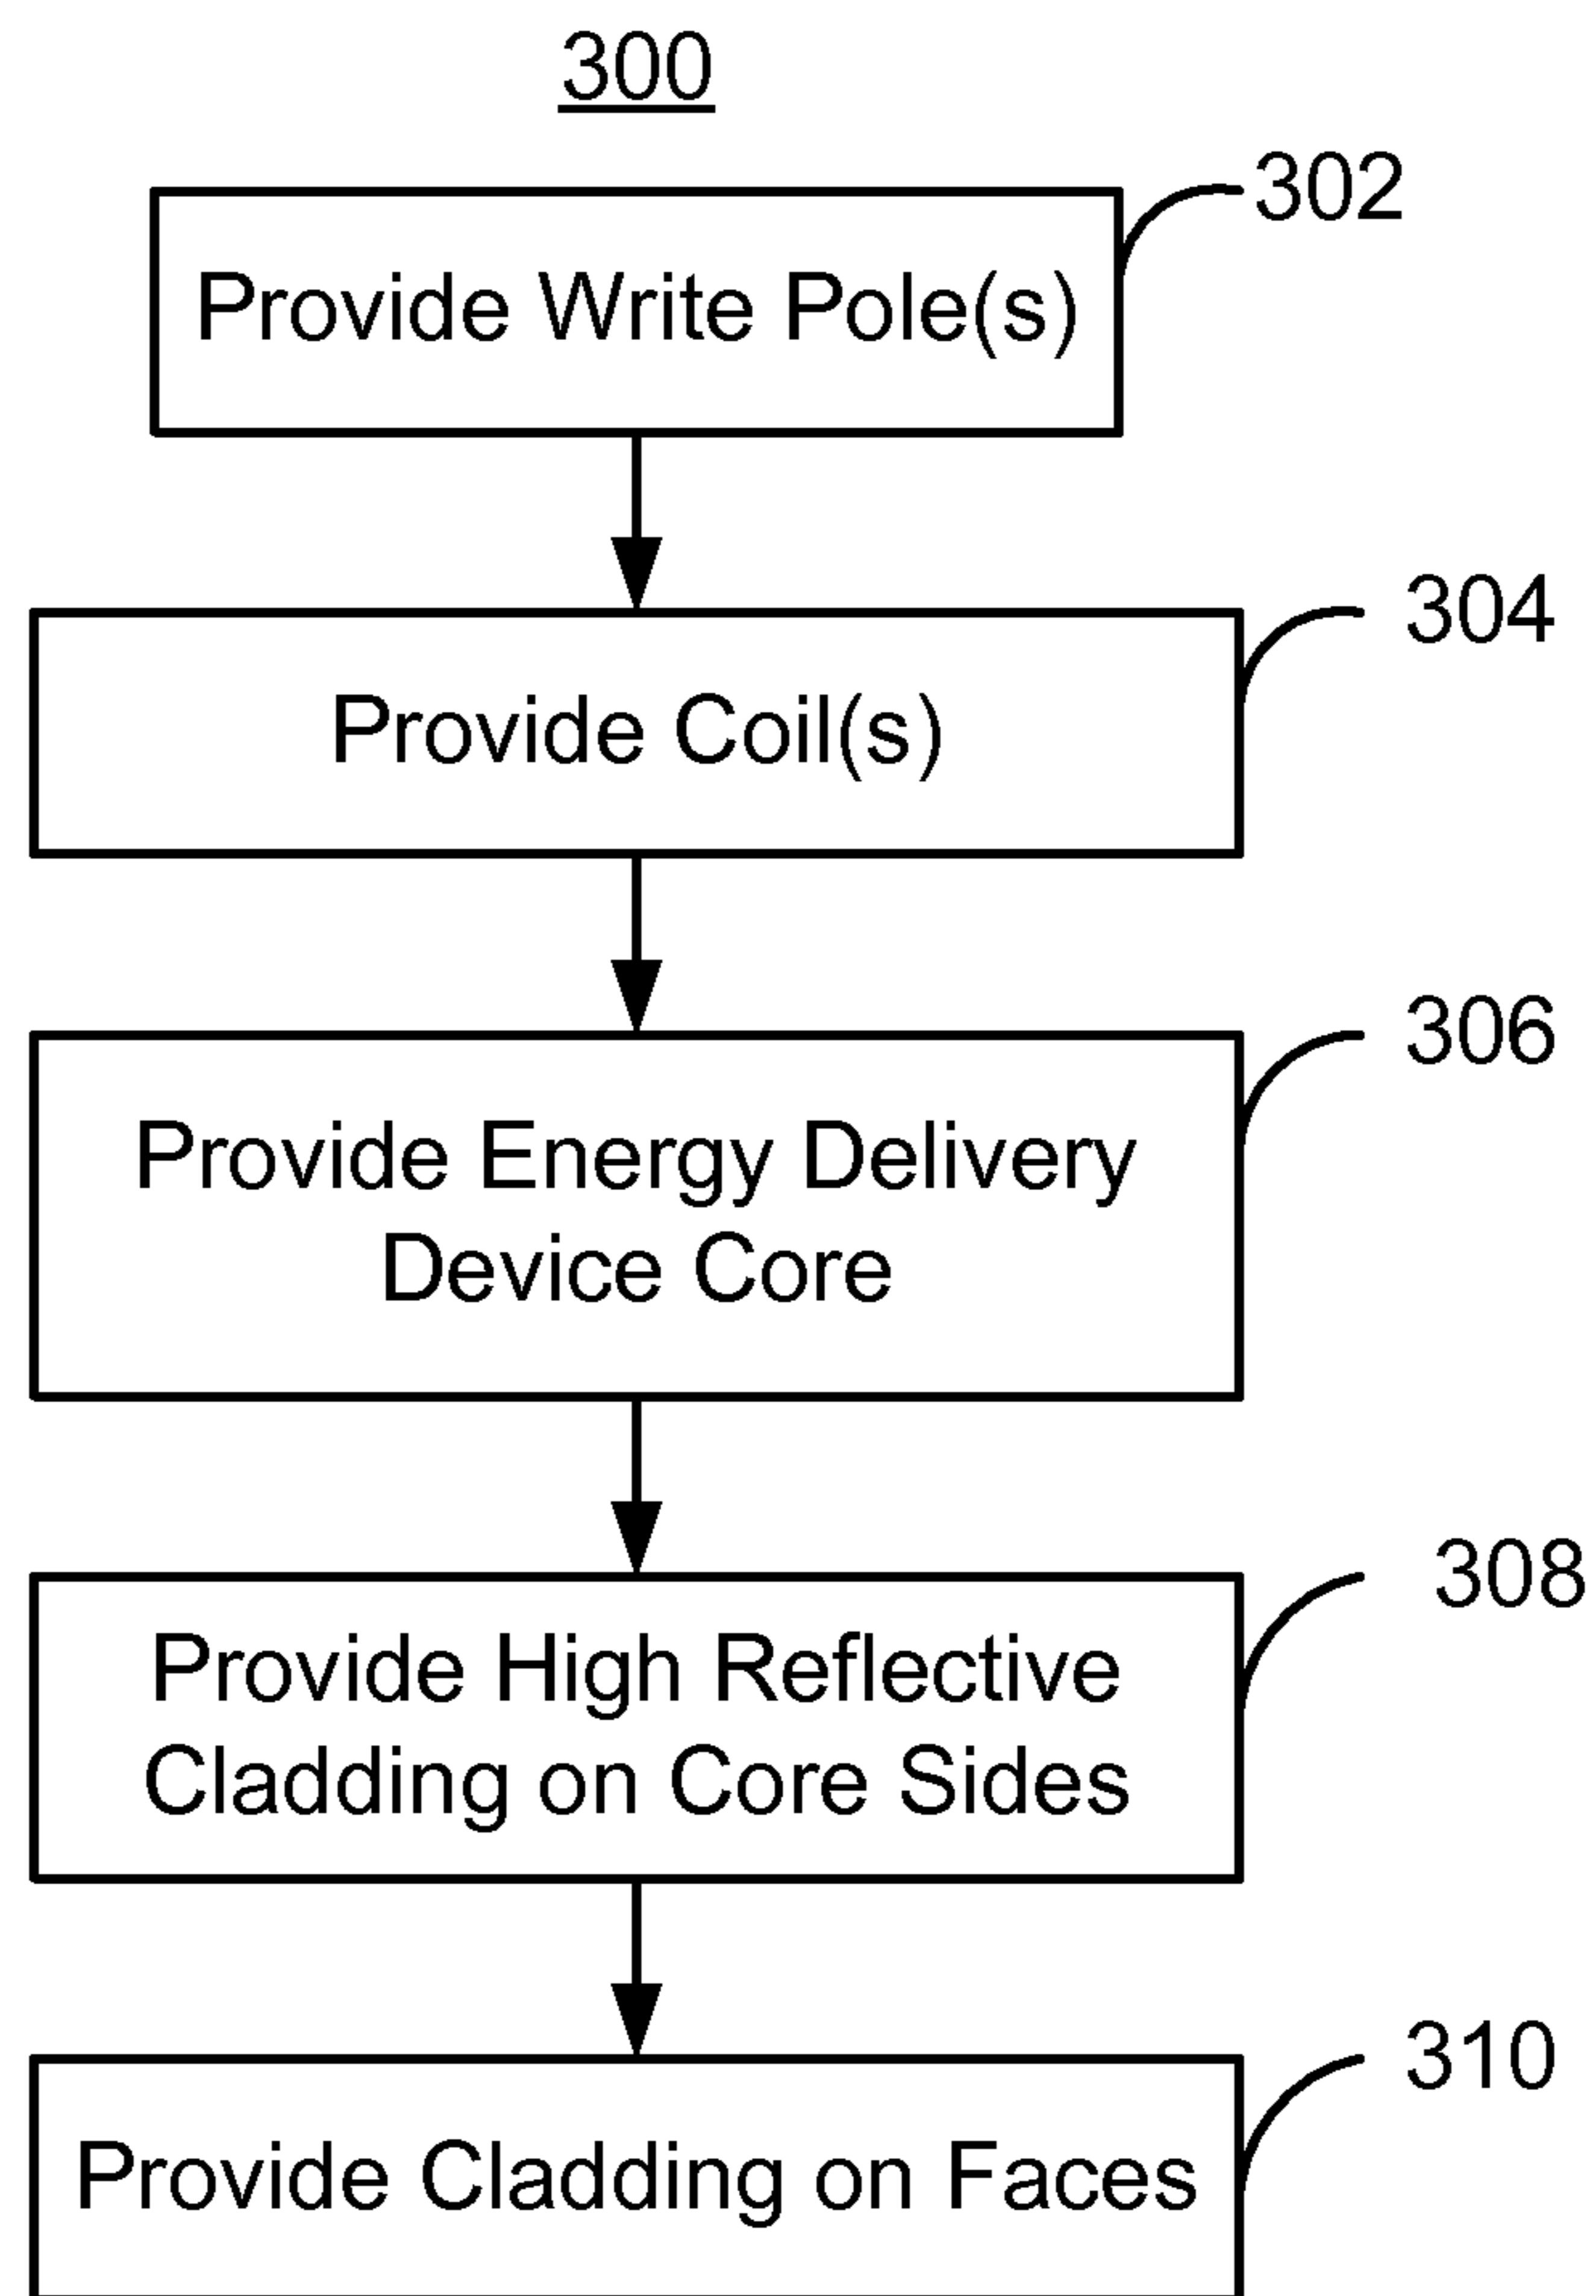 300
302
Provide Write Pole(s)
304
Provide Coil(s)
306
Provide Energy Delivery
Device Core
308
Provide High Reflective
Cladding on Core Sides
310
Provide Cladding on Faces